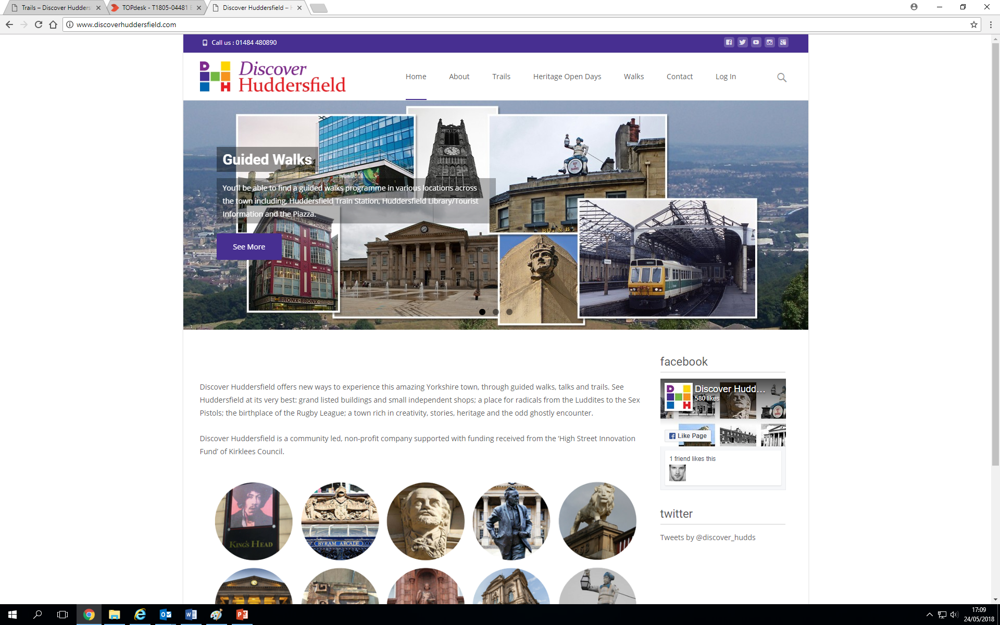 Trails – Discover Hudders
TOPdesk - T1805-04481
Discover Huddersfield –
www.discoverhuddersfield.com
Call us : 01484 480890
D
H
Discover
Huddersfield
Home
About
Trails
Heritage Open Days
Walks
Contact
Log In
Guided Walks
You'll be able to find a guided walks programme in various locations across
the town including, Huddersfield Train Station, Huddersfield Library/Tourist
Information and the Piazza.
See More
BOY
&
BARREL
BRONX-BRONX
Discover Huddersfield offers new ways to experience this amazing Yorkshire town, through guided walks, talks and trails. See
Huddersfield at its very best: grand listed buildings and small independent shops; a place for radicals from the Luddites to the Sex
Pistols; the birthplace of the Rugby League; a town rich in creativity, stories, heritage and the odd ghostly encounter.
Discover Huddersfield is a community led, non-profit company supported with funding received from the ‘High Street Innovation
Fund’ of Kirklees Council.
KING'S HEAD
BYRAM ARCADE
facebook
D
H
Discover Hudd...
580 likes
Like Page
1 friend likes this
twitter
Tweets by @discover_hudds
17:09
24/05/2018